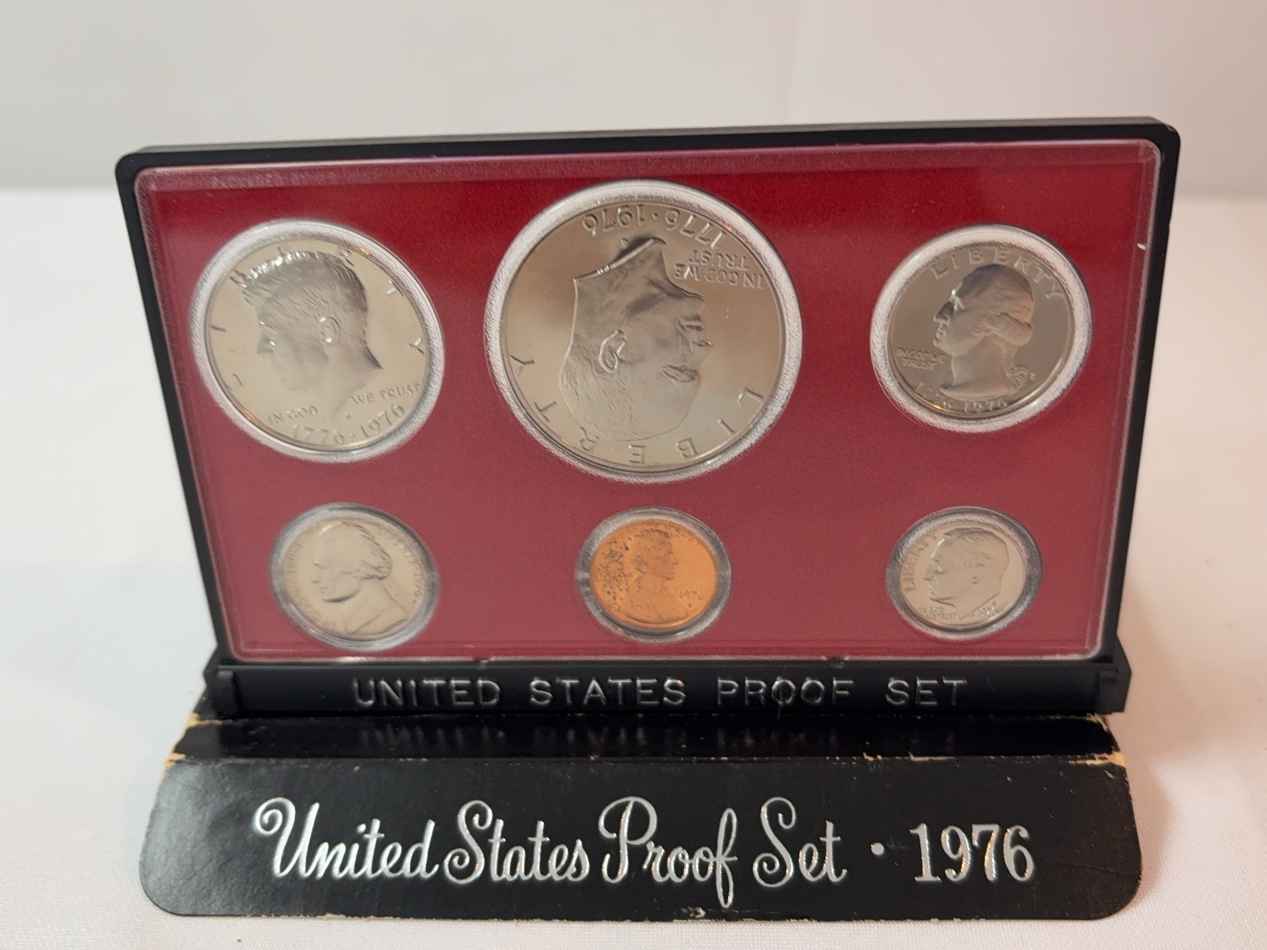 LIBERTY
IN GOD WE TRUST
1776·1976
1776·1976
IN GOD WE
TRUST
LIBERTY
LIBERTY
IN GOD WE
TRUST
1776·1976
LIBERTY
UNITED STATES PROOF SET
United States Proof Set · 1976